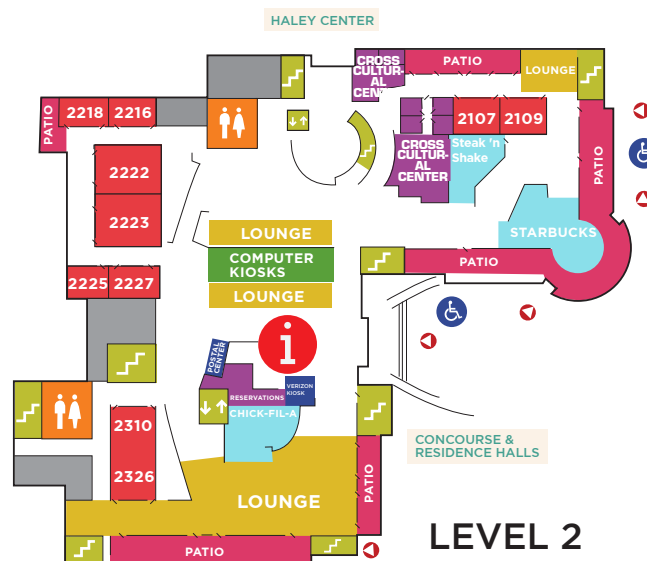 HALEY CENTER
CROSS
CULTUR-
AL
CENTER
PATIO
LOUNGE
PATIO
2218
2216
2107
2109
Steak 'n
Shake
CROSS
CULTUR-
AL
CENTER
PATIO
2222
2223
LOUNGE
COMPUTER
KIOSKS
LOUNGE
STARBUCKS
PATIO
2225
2227
i
POSTAL
CENTER
RESERVATIONS
VERIZON
KIOSK
CHICK-FIL-A
2310
2326
CONCOURSE &
RESIDENCE HALLS
LOUNGE
PATIO
PATIO
LEVEL 2